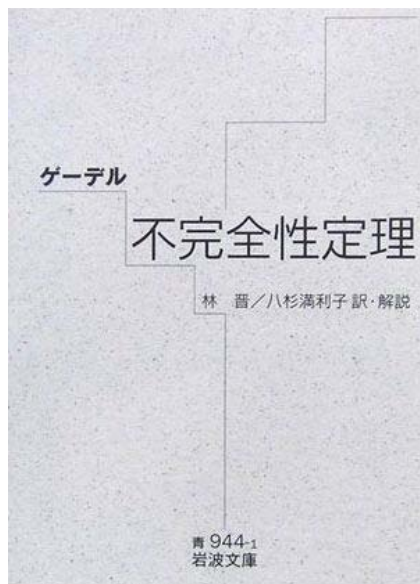 ゲーデル
不完全性定理
林 晋/八杉満利子 訳・解説
青 944-1
岩波文庫